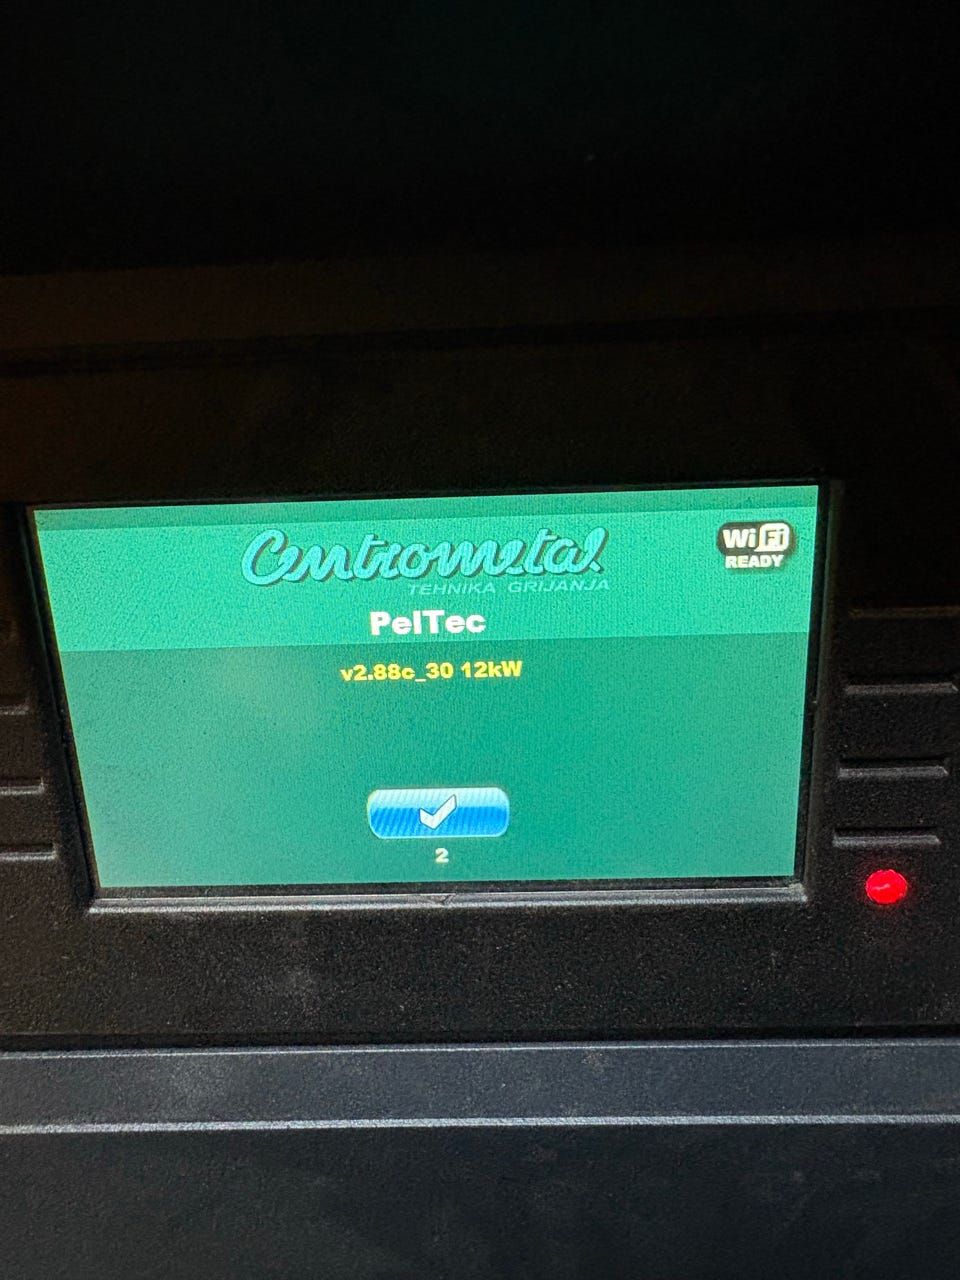 Centrometal
TEHNIKA GRIJANJA
WiFi
READY
PelTec
v2.88c_30 12kW
2